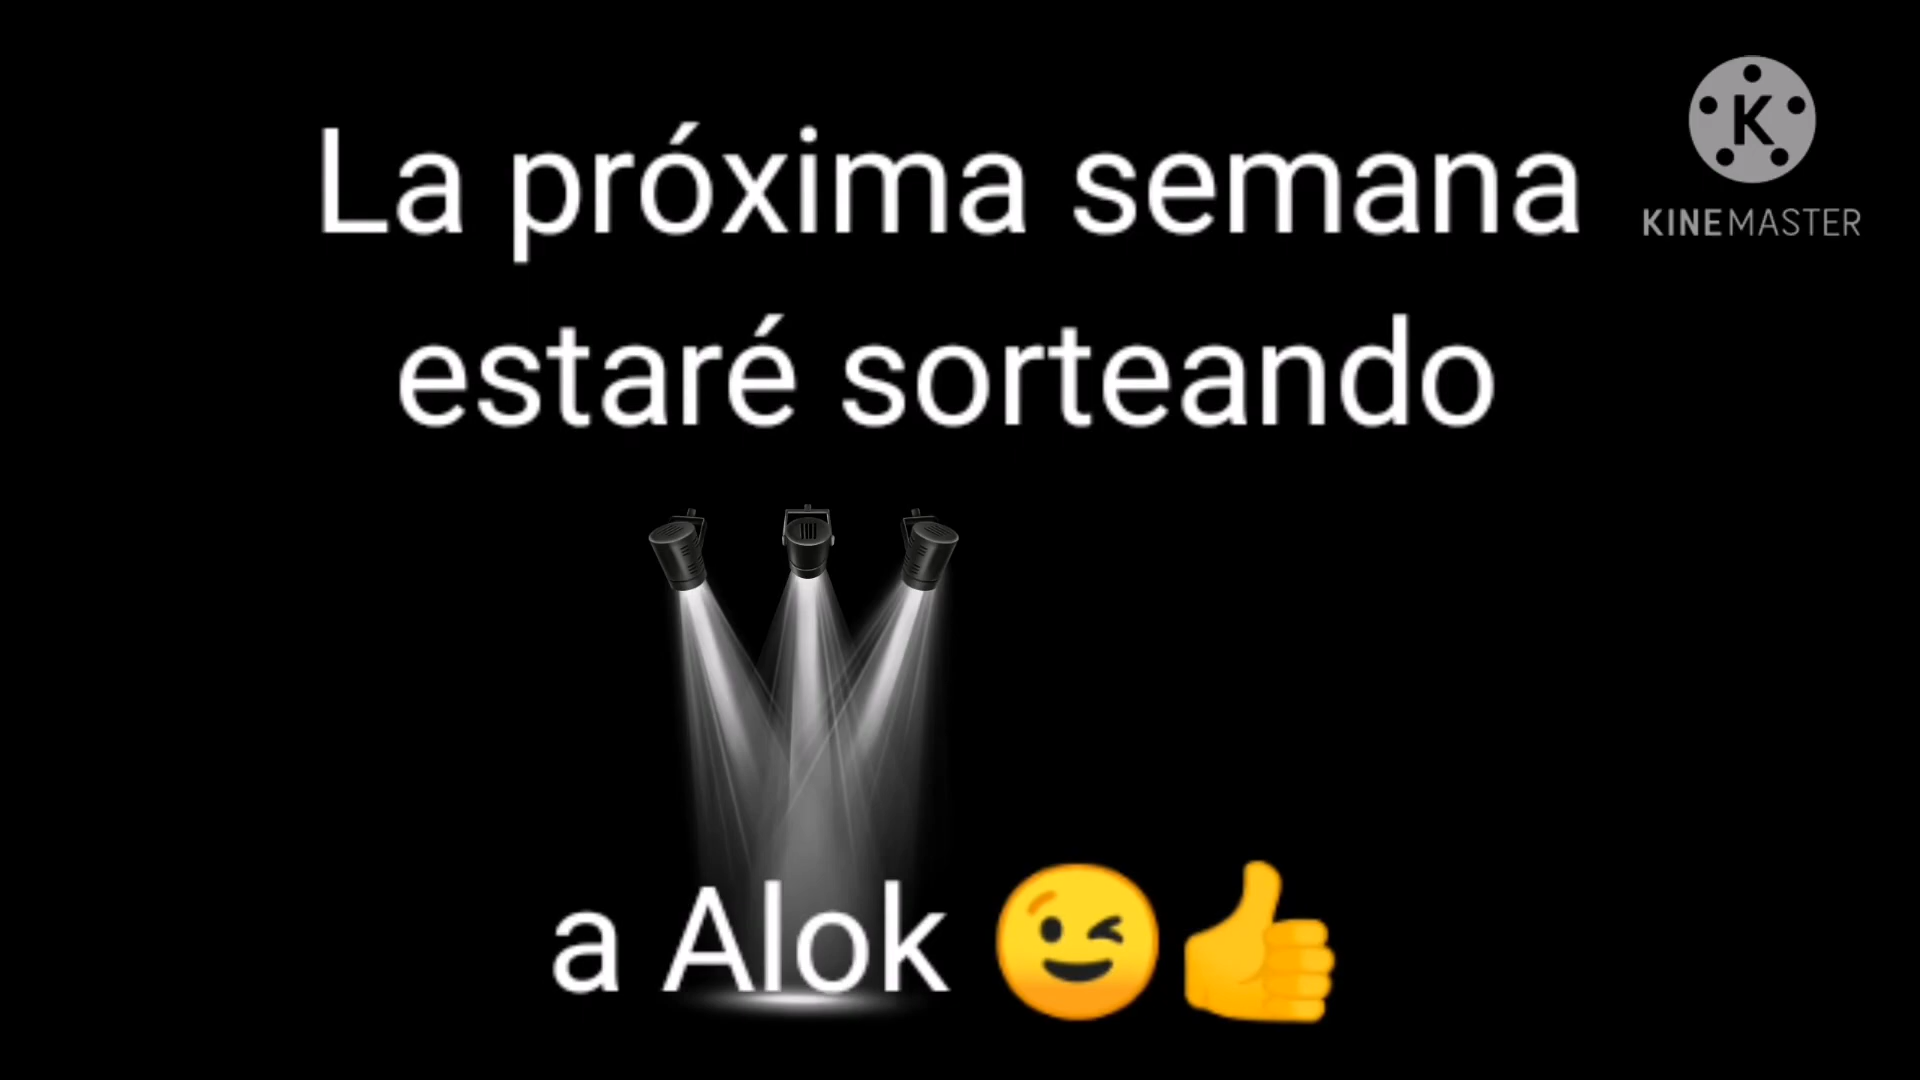 La próxima semana
K
KINEMASTER
estaré sorteando
a Alok 😉👍